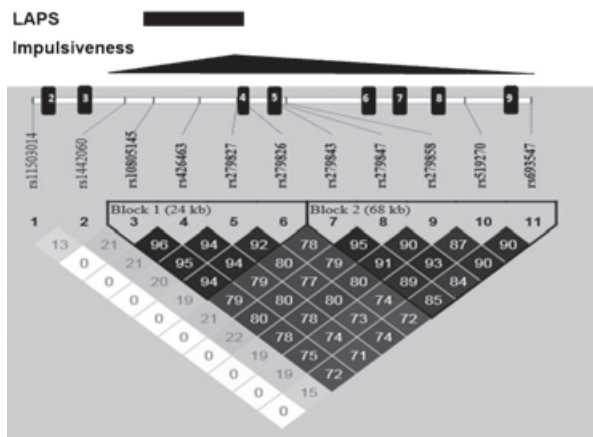 LAPS
Impulsiveness
2 3 4 5 6 7 8 9
rs11503014
rs1442060
rs10805145
rs426463
rs279827
rs279826
rs279843
rs279847
rs279858
rs519270
rs693547
Block 1 (24 kb) Block 2 (68 kb)
1 2 3 4 5 6 7 8 9 10 11
13 21 96 94 92 78 95 90 87 90
0 21 95 94 80 79 91 93 90
0 20 94 79 77 80 89 84
0 19 79 80 80 74 85
0 21 80 78 73 72
0 22 78 74 74
0 19 75 71
0 19 72
0 15
0